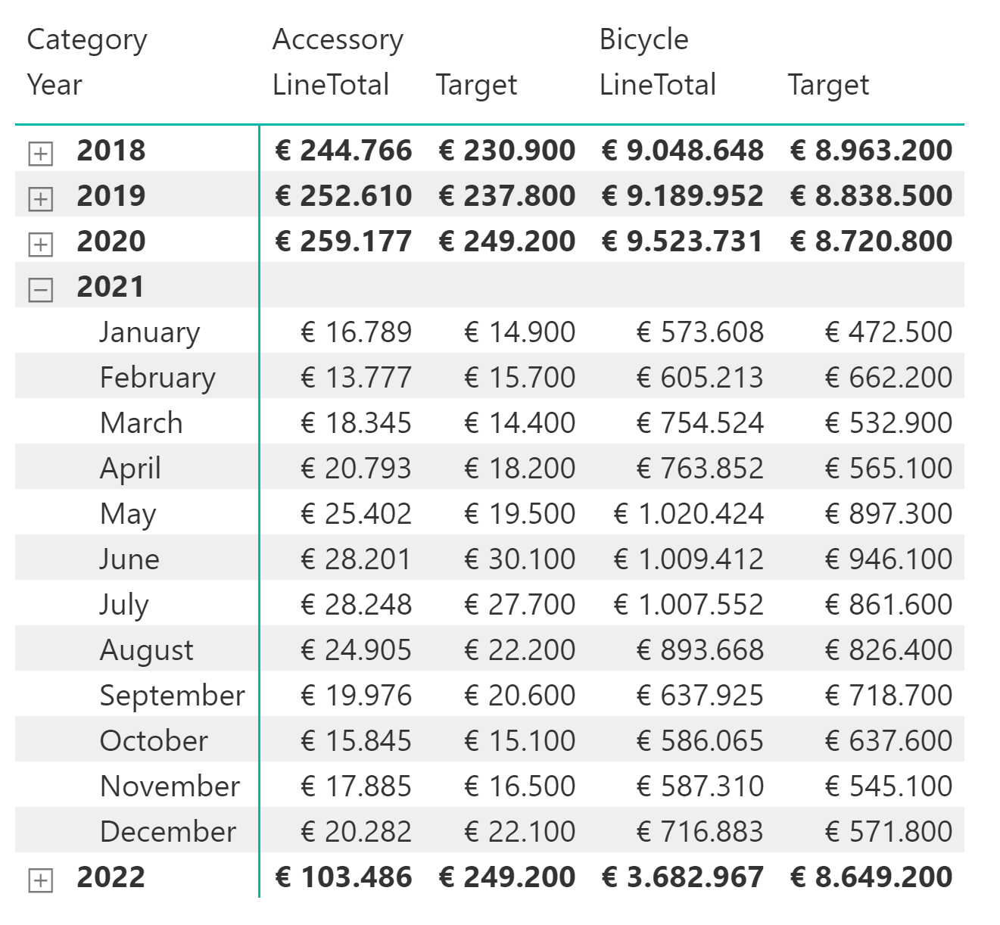 Category Accessory Bicycle
Year LineTotal Target LineTotal Target
2018 € 244.766 € 230.900 € 9.048.648 € 8.963.200
2019 € 252.610 € 237.800 € 9.189.952 € 8.838.500
2020 € 259.177 € 249.200 € 9.523.731 € 8.720.800
2021
January € 16.789 € 14.900 € 573.608 € 472.500
February € 13.777 € 15.700 € 605.213 € 662.200
March € 18.345 € 14.400 € 754.524 € 532.900
April € 20.793 € 18.200 € 763.852 € 565.100
May € 25.402 € 19.500 € 1.020.424 € 897.300
June € 28.201 € 30.100 € 1.009.412 € 946.100
July € 28.248 € 27.700 € 1.007.552 € 861.600
August € 24.905 € 22.200 € 893.668 € 826.400
September € 19.976 € 20.600 € 637.925 € 718.700
October € 15.845 € 15.100 € 586.065 € 637.600
November € 17.885 € 16.500 € 587.310 € 545.100
December € 20.282 € 22.100 € 716.883 € 571.800
2022 € 103.486 € 249.200 € 3.682.967 € 8.649.200